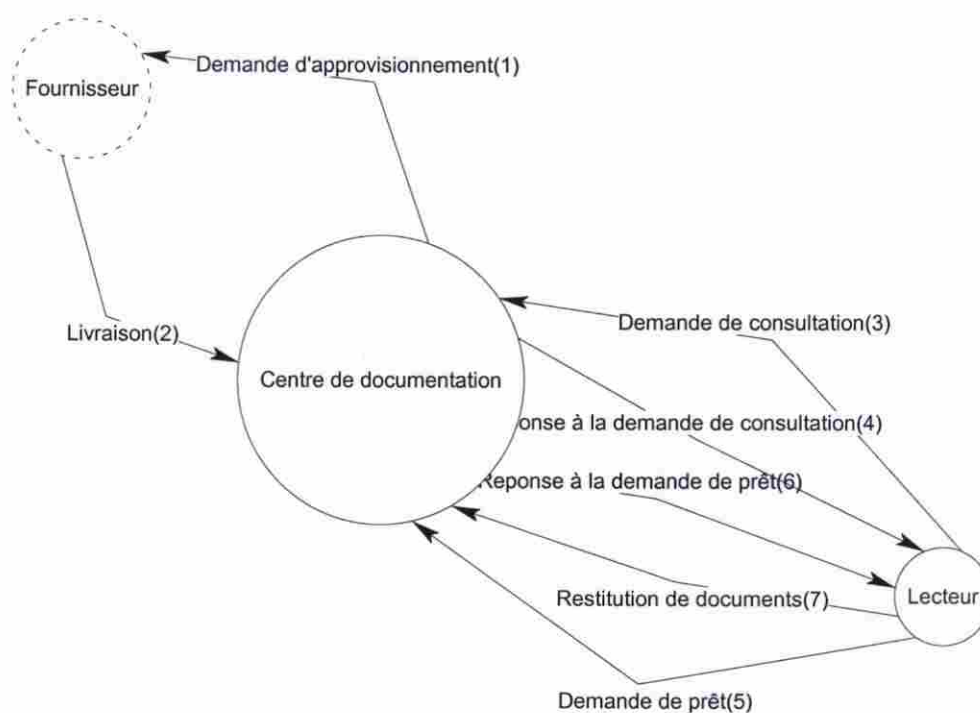 Demande d'approvisionnement(1)
Fournisseur
Livraison(2)
Demande de consultation(3)
Centre de documentation
onse à la demande de consultation(4)
Reponse à la demande de prêt(6)
Restitution de documents(7)
Lecteur
Demande de prêt(5)